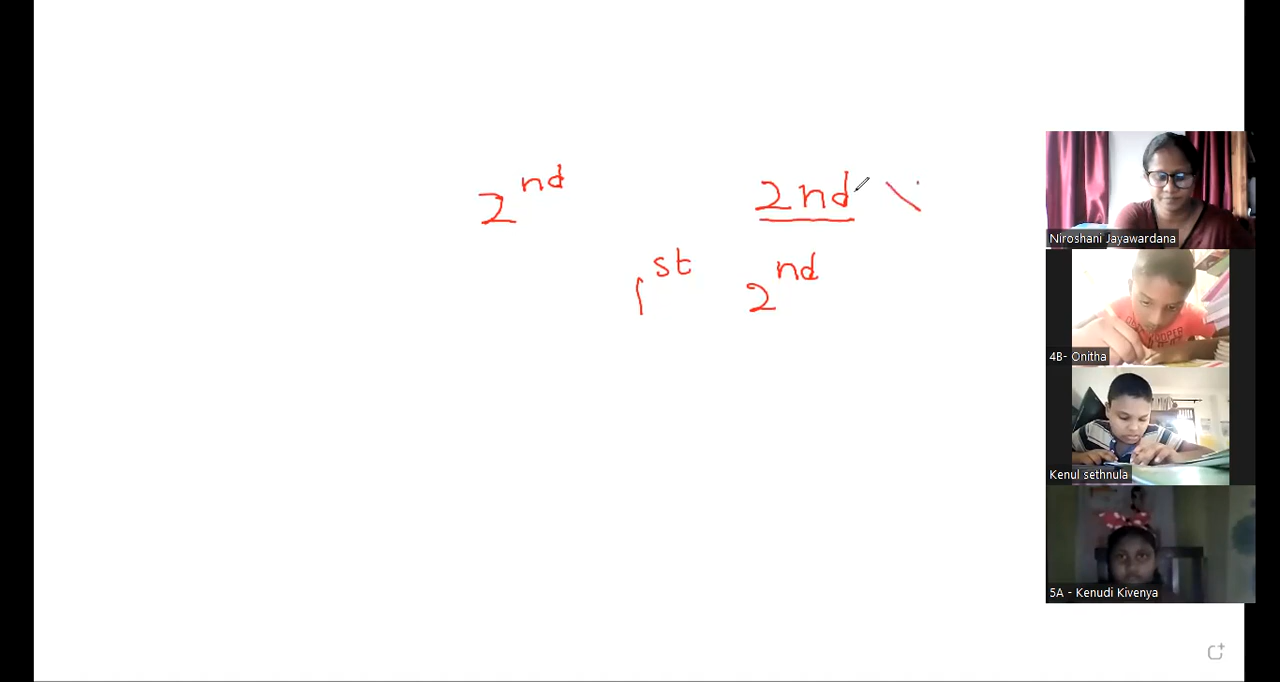 2nd 2nd
1st 2nd
Niroshani Jayawardana
4B- Onitha
Kenul sethnula
5A - Kenudi Kivenya